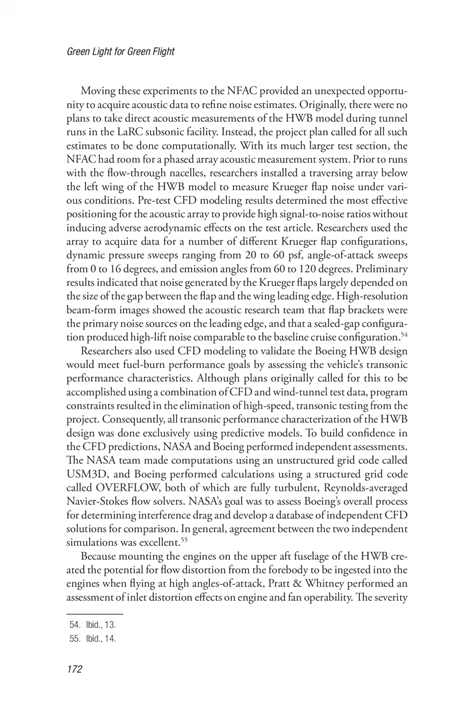 Green Light for Green Flight
Moving these experiments to the NFAC provided an unexpected opportu-
nity to acquire acoustic data to refine noise estimates. Originally, there were no
plans to take direct acoustic measurements of the HWB model during tunnel
runs in the LaRC subsonic facility. Instead, the project plan called for all such
estimates to be done computationally. With its much larger test section, the
NFAC had room for a phased array acoustic measurement system. Prior to runs
with the flow-through nacelles, researchers installed a traversing array below
the left wing of the HWB model to measure Krueger flap noise under vari-
ous conditions. Pre-test CFD modeling results determined the most effective
positioning for the acoustic array to provide high signal-to-noise ratios without
inducing adverse aerodynamic effects on the test article. Researchers used the
array to acquire data for a number of different Krueger flap configurations,
dynamic pressure sweeps ranging from 20 to 60 psf, angle-of-attack sweeps
from 0 to 16 degrees, and emission angles from 60 to 120 degrees. Preliminary
results indicated that noise generated by the Krueger flaps largely depended on
the size of the gap between the flap and the wing leading edge. High-resolution
beam-form images showed the acoustic research team that flap brackets were
the primary noise sources on the leading edge, and that a sealed-gap configura-
tion produced high-lift noise comparable to the baseline cruise configuration.54
Researchers also used CFD modeling to validate the Boeing HWB design
would meet fuel-burn performance goals by assessing the vehicle's transonic
performance characteristics. Although plans originally called for this to be
accomplished using a combination of CFD and wind-tunnel test data, program
constraints resulted in the elimination of high-speed, transonic testing from the
project. Consequently, all transonic performance characterization of the HWB
design was done exclusively using predictive models. To build confidence in
the CFD predictions, NASA and Boeing performed independent assessments.
The NASA team made computations using an unstructured grid code called
USM3D, and Boeing performed calculations using a structured grid code
called OVERFLOW, both of which are fully turbulent, Reynolds-averaged
Navier-Stokes flow solvers. NASA's goal was to assess Boeing's overall process
for determining interference drag and develop a database of independent CFD
solutions for comparison. In general, agreement between the two independent
simulations was excellent.55
Because mounting the engines on the upper aft fuselage of the HWB cre-
ated the potential for flow distortion from the forebody to be ingested into the
engines when flying at high angles-of-attack, Pratt & Whitney performed an
assessment of inlet distortion effects on engine and fan operability. The severity
54. Ibid., 13.
55. Ibid., 14.
172